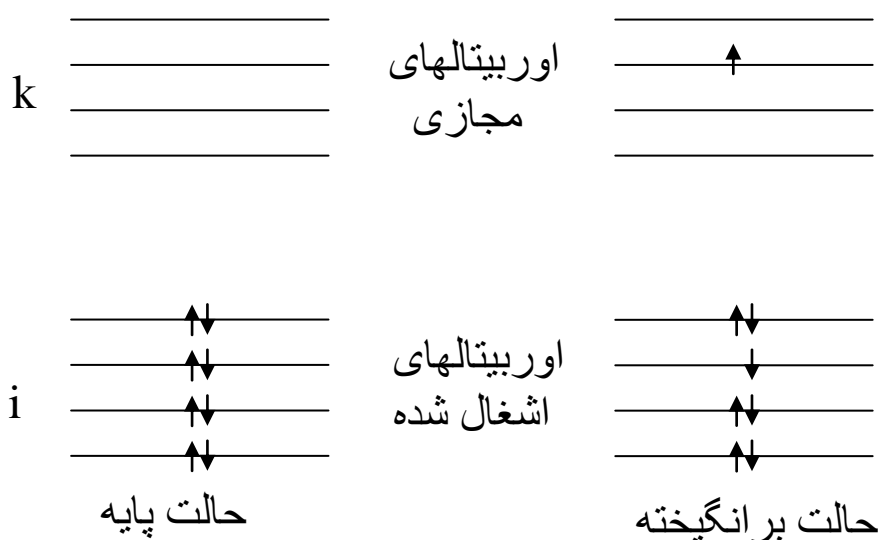 k
اوربیتالهای
مجازی
i
اوربیتالهای
اشغال شده
حالت پایه
حالت برانگیخته